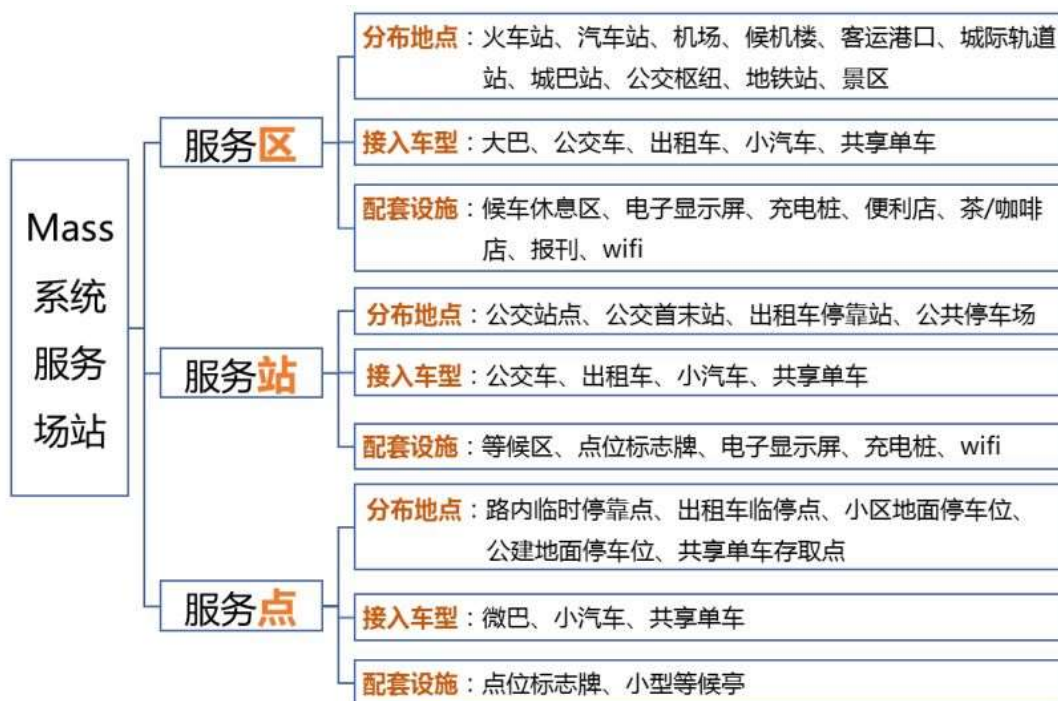 Mass
系统
服务
场站
服务区
分布地点：火车站、汽车站、机场、候机楼、客运港口、城际轨道
站、城巴站、公交枢纽、地铁站、景区
接入车型：大巴、公交车、出租车、小汽车、共享单车
配套设施：候车休息区、电子显示屏、充电桩、便利店、茶/咖啡
店、报刊、wifi
服务站
分布地点：公交站点、公交首末站、出租车停靠站、公共停车场
接入车型：公交车、出租车、小汽车、共享单车
配套设施：等候区、点位标志牌、电子显示屏、充电桩、wifi
服务点
分布地点：路内临时停靠点、出租车临停点、小区地面停车位、
公建地面停车位、共享单车存取点
接入车型：微巴、小汽车、共享单车
配套设施：点位标志牌、小型等候亭